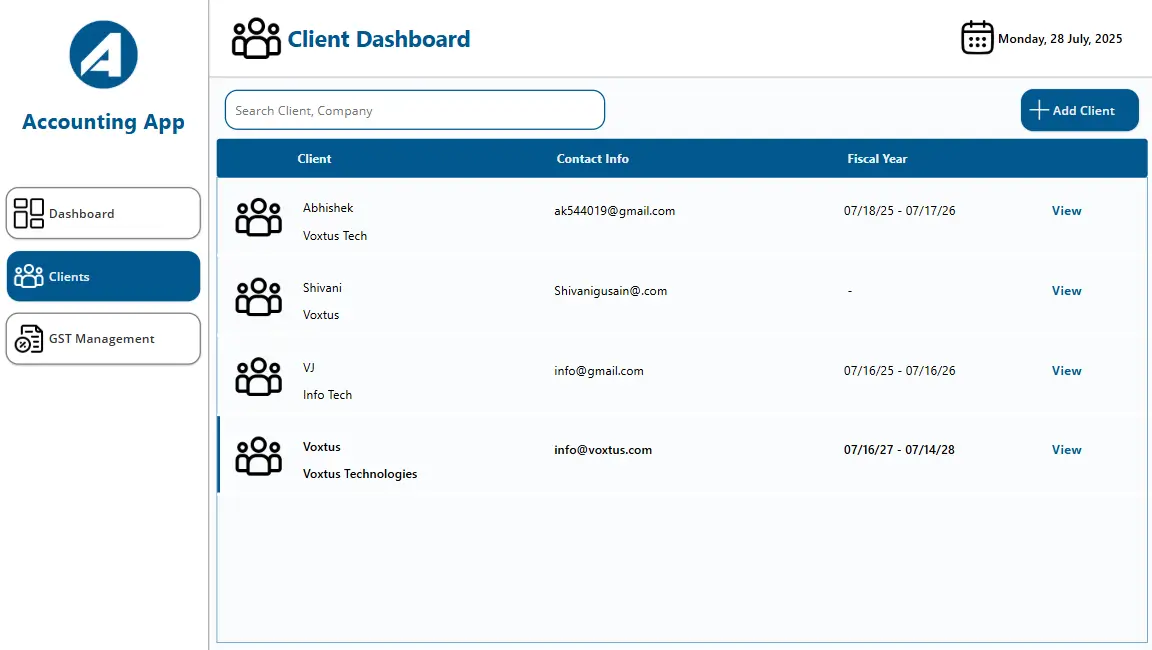 Accounting App
Dashboard
Clients
GST Management
Client Dashboard
Monday, 28 July, 2025
Search Client, Company
Add Client
Client Contact Info Fiscal Year
Abhishek
Voxtus Tech
ak544019@gmail.com
07/18/25 - 07/17/26
View
Shivani
Voxtus
Shivanigusain@.com
-
View
VJ
Info Tech
info@gmail.com
07/16/25 - 07/16/26
View
Voxtus
Voxtus Technologies
info@voxtus.com
07/16/27 - 07/14/28
View